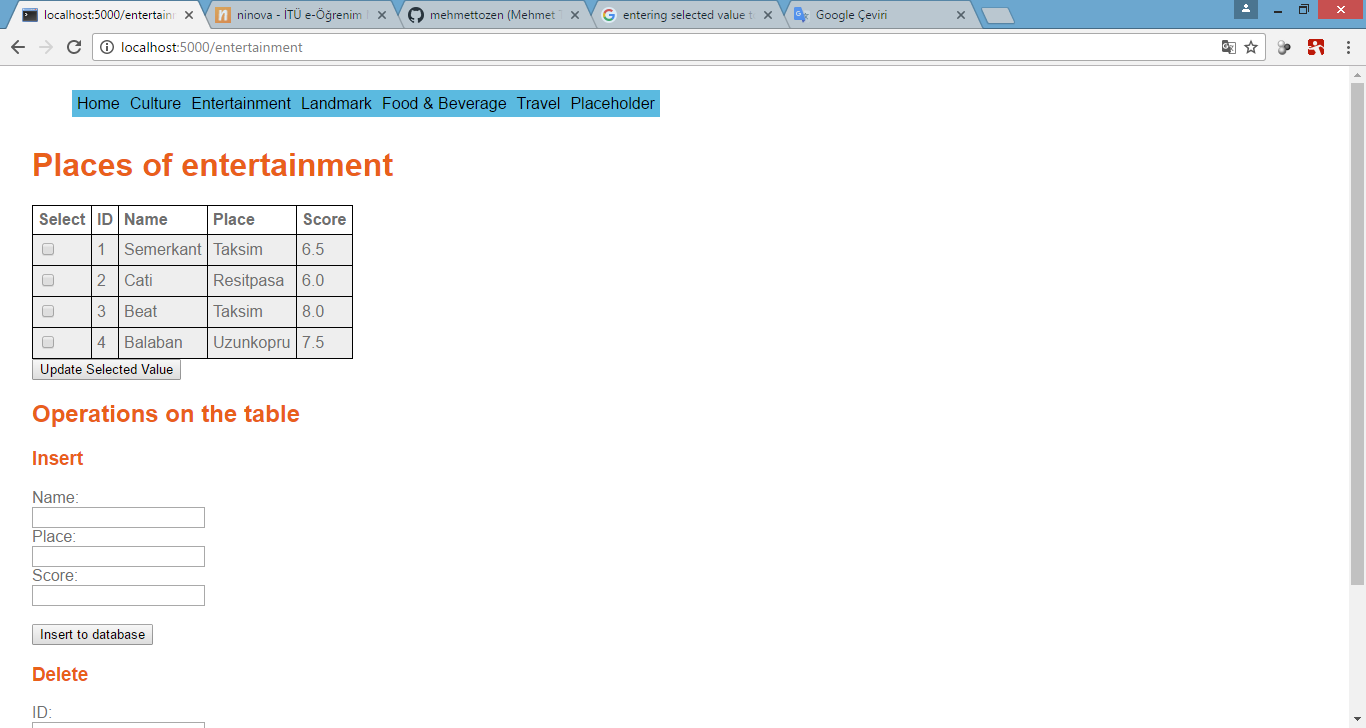 localhost:5000/entertain
ninova - İTÜ e-Öğrenim
mehmettozen (Mehmet
entering selected value t
Google Çeviri
localhost:5000/entertainment
Home Culture Entertainment Landmark Food & Beverage Travel Placeholder
Places of entertainment
Select ID Name Place Score
1 Semerkant Taksim 6.5
2 Cati Resitpasa 6.0
3 Beat Taksim 8.0
4 Balaban Uzunkopru 7.5
Update Selected Value
Operations on the table
Insert
Name:
Place:
Score:
Insert to database
Delete
ID: